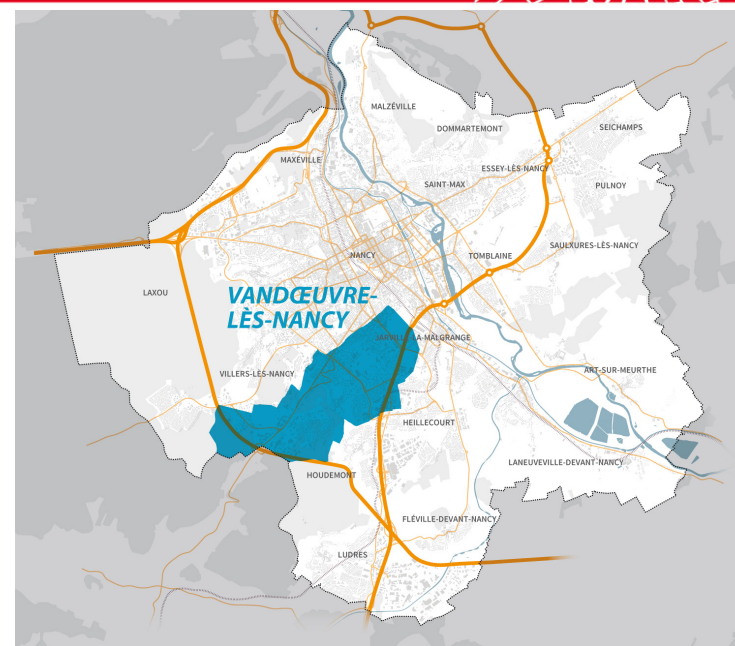 MALZÉVILLE
DOMMARTEMONT
SEICHAMPS
MAXÉVILLE
ESSEY-LÈS-NANCY
SAINT-MAX
PULNOY
SAULXURES-LÈS-NANCY
NANCY
TOMBLAINE
LAXOU
VANDŒUVRE-
LÈS-NANCY
JARVILLE-LA-MALGRANGE
VILLERS-LÈS-NANCY
ART-SUR-MEURTHE
HEILLECOURT
LANEUVEVILLE-DEVANT-NANCY
HOUDEMONT
FLÉVILLE-DEVANT-NANCY
LUDRES